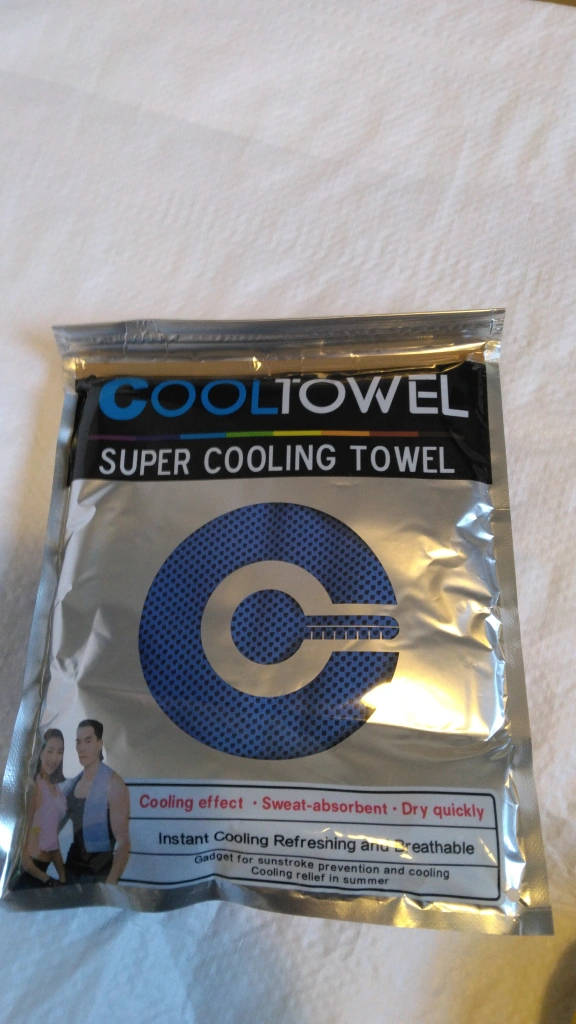 COOLTOWEL
SUPER COOLING TOWEL
Cooling effect · Sweat-absorbent · Dry quickly
Instant Cooling Refreshing and Breathable
Gadget for sunstroke prevention and cooling
Cooling relief in summer